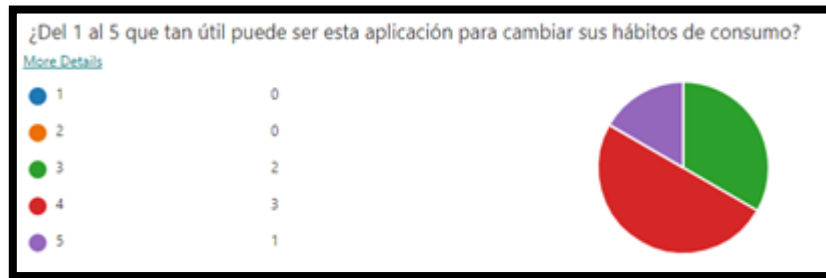 ¿Del 1 al 5 que tan útil puede ser esta aplicación para cambiar sus hábitos de consumo?
More Details
1 0
2 0
3 2
4 3
5 1